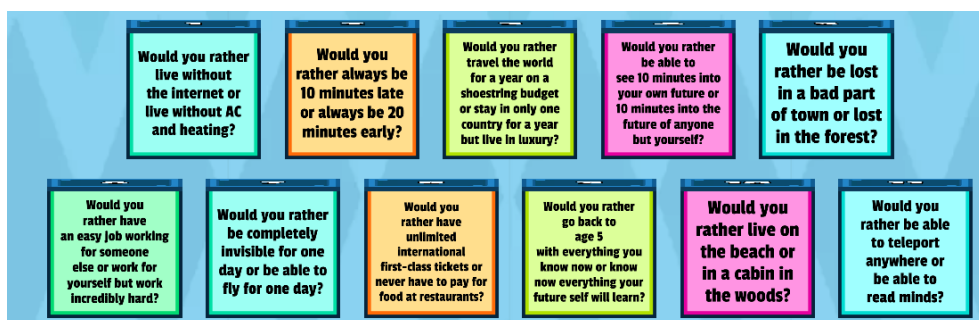 Would you rather
live without
the internet or
live without AC
and heating?
Would you
rather always be
10 minutes late
or always be 20
minutes early?
Would you rather
travel the world
for a year on a
shoestring budget
or stay in only one
country for a year
but live in luxury?
Would you rather
be able to
see 10 minutes into
your own future or
10 minutes into the
future of anyone
but yourself?
Would you
rather be lost
in a bad part
of town or lost
in the forest?
Would you
rather have
an easy job working
for someone
else or work for
yourself but work
incredibly hard?
Would you rather
be completely
invisible for one
day or be able to
fly for one day?
Would you
rather have
unlimited
international
first-class tickets or
never have to pay for
food at restaurants?
Would you rather
go back to
age 5
with everything you
know now or know
now everything your
future self will learn?
Would you
rather live on
the beach or
in a cabin in
the woods?
Would you
rather be able
to teleport
anywhere or
be able to
read minds?